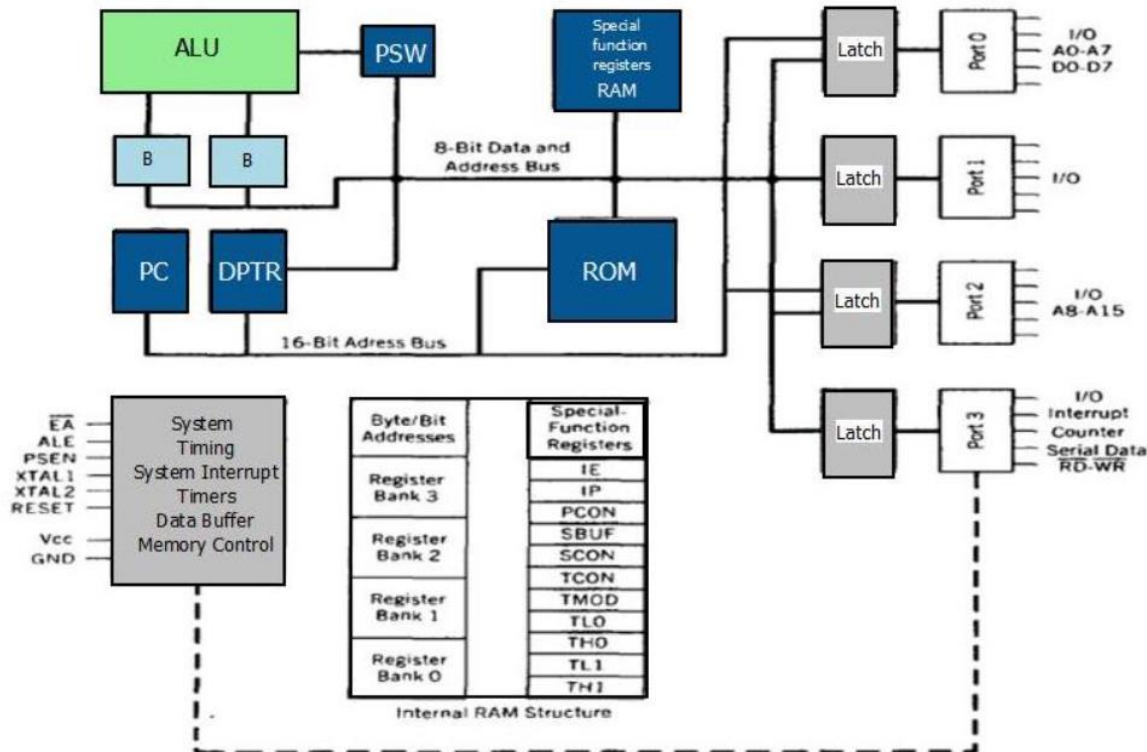 ALU
PSW
Special
function
registers
RAM
Latch
Port 0
I/O
A0-A7
D0-D7
B
B
8-Bit Data and
Address Bus
Latch
Port 1
I/O
PC
DPTR
ROM
Latch
Port 2
I/O
A8-A15
16-Bit Adress Bus
EA
ALE
PSEN
XTAL1
XTAL2
RESET
Vcc
GND
System
Timing
System Interrupt
Timers
Data Buffer
Memory Control
Byte/Bit
Addresses
Register
Bank 3
Register
Bank 2
Register
Bank 1
Register
Bank 0
Special-
Function
Registers
IE
IP
PCON
SBUF
SCON
TCON
TMOD
TL0
TH0
TL1
TH1
Internal RAM Structure
Latch
Port 3
I/O
Interrupt
Counter
Serial Data
RD-WR